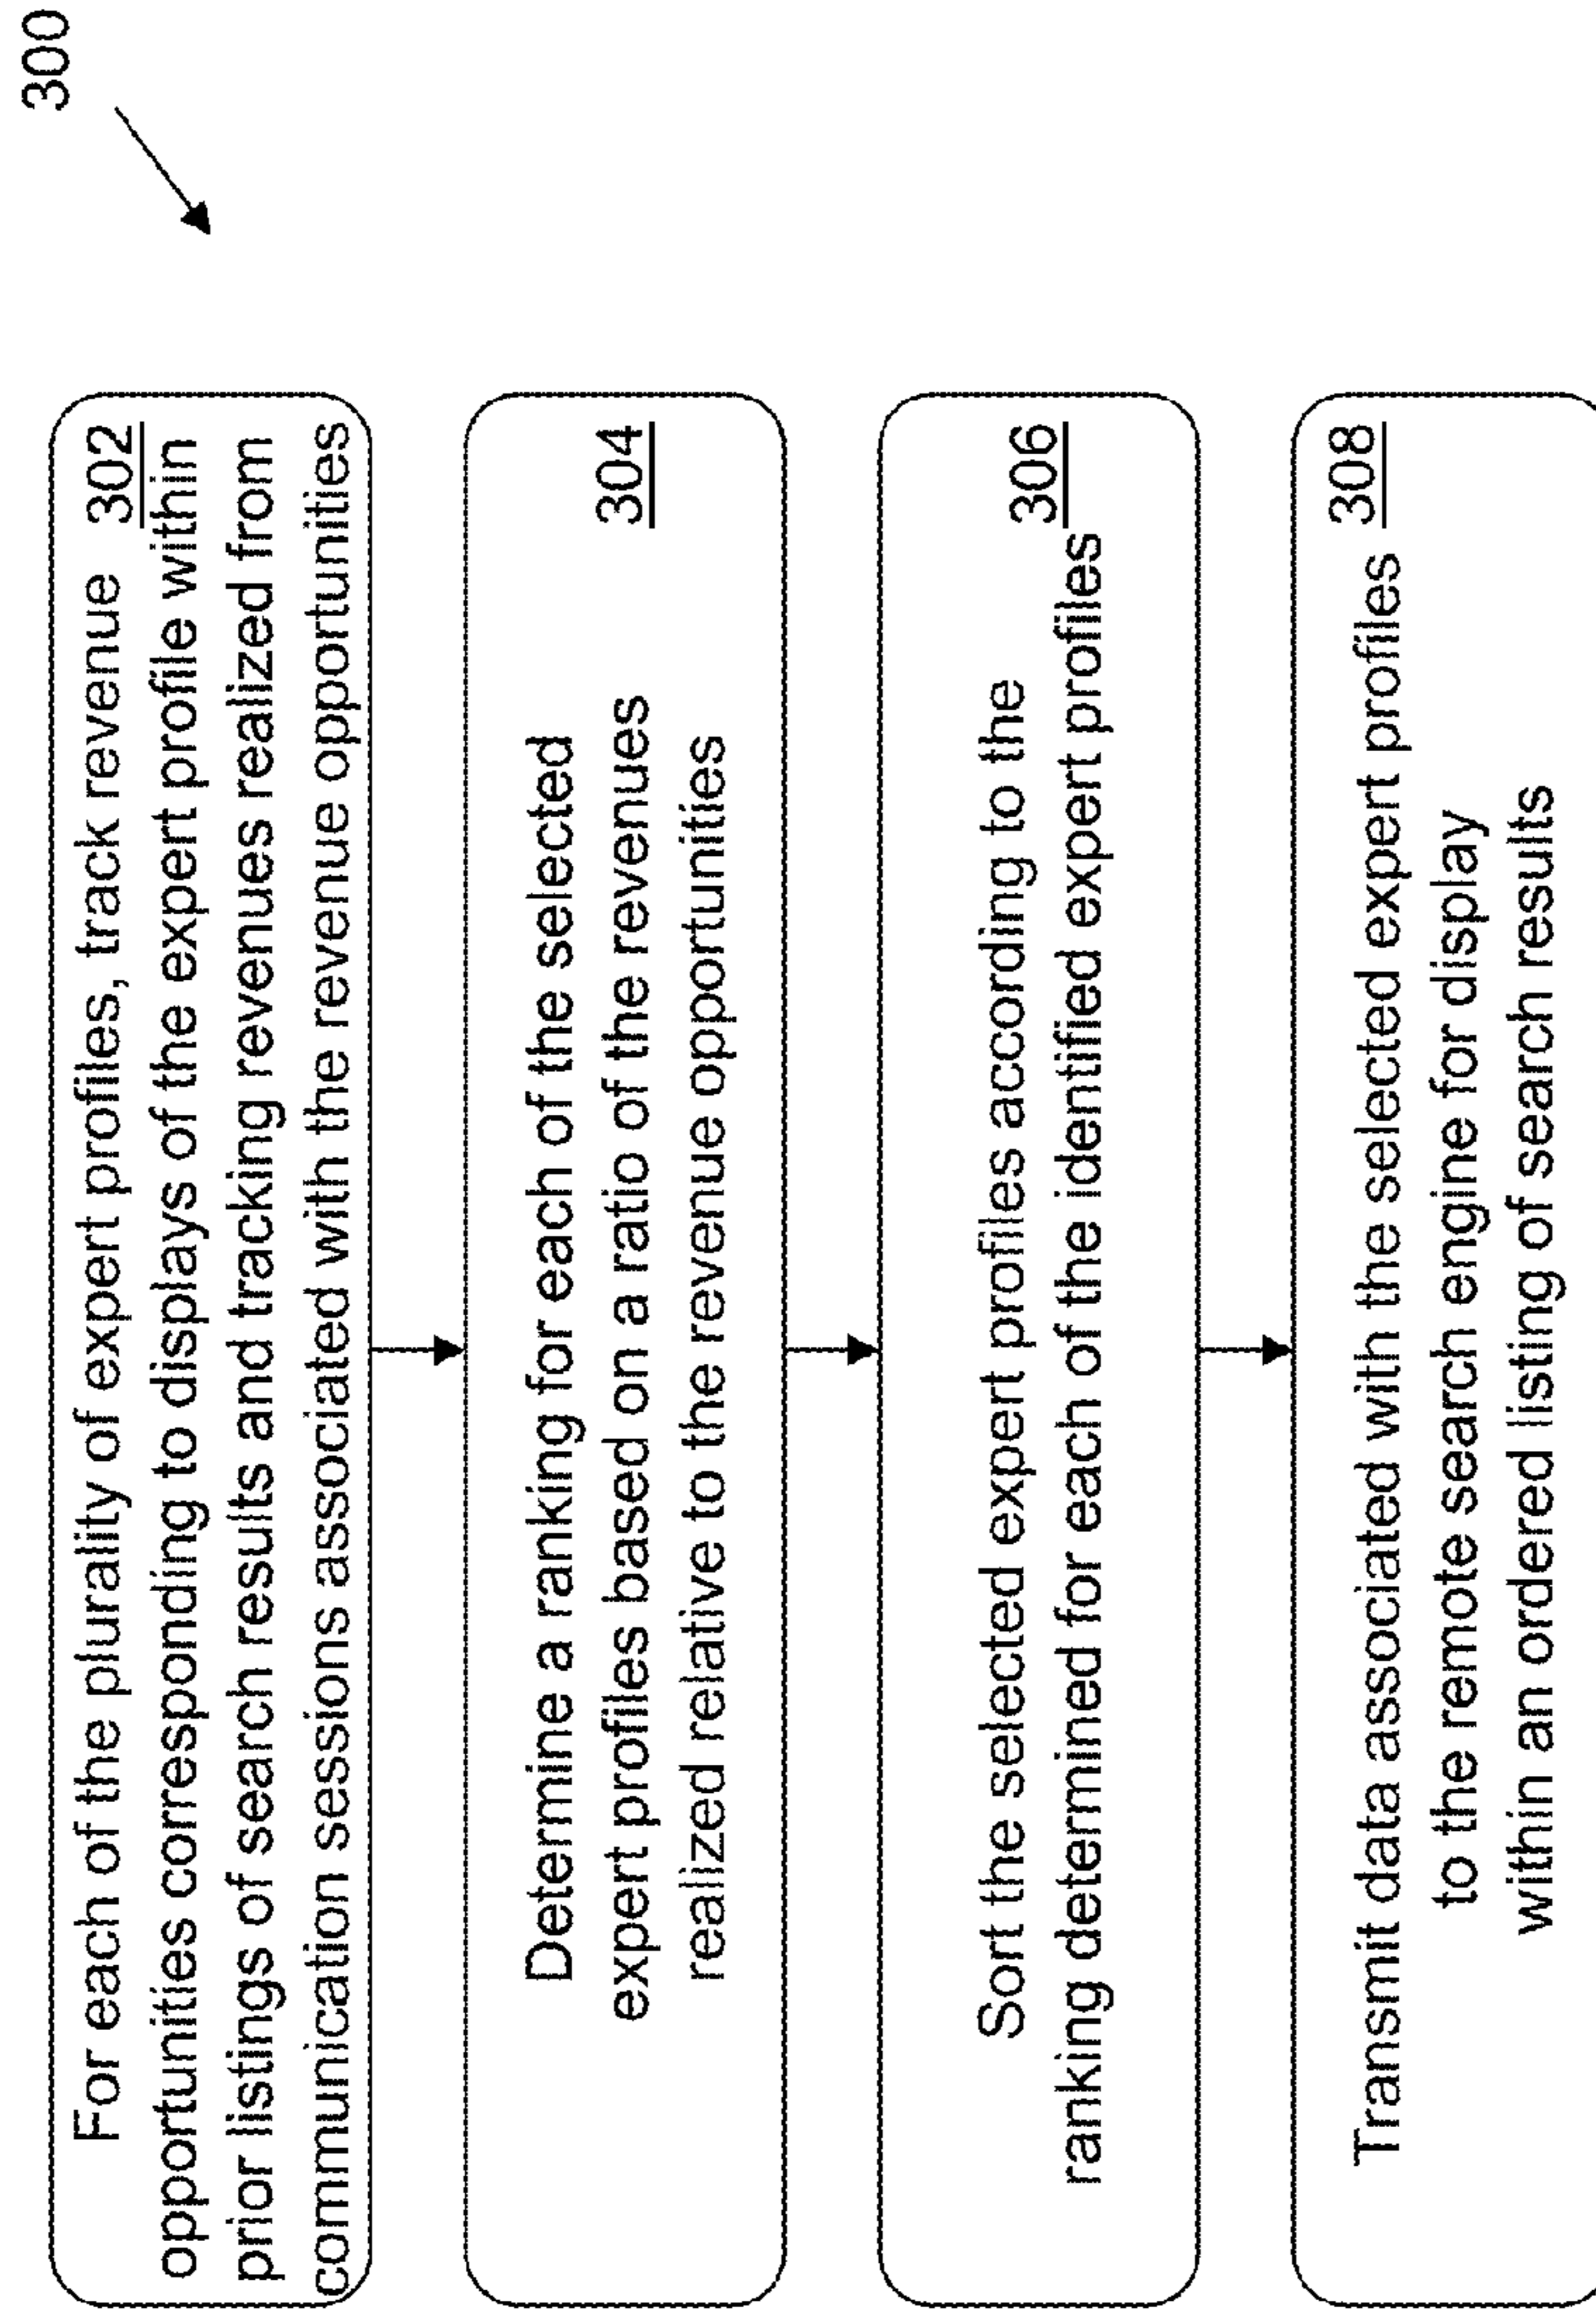 300
For each of the plurality of expert profiles, track revenue 302
opportunities corresponding to displays of the expert profile within
prior listings of search results and tracking revenues realized from
communication sessions associated with the revenue opportunities
304
Determine a ranking for each of the selected
expert profiles based on a ratio of the revenues
realized relative to the revenue opportunities
Sort the selected expert profiles according to the
306
ranking determined for each of the identified expert profiles
308
Transmit data associated with the selected expert profiles
to the remote search engine for display
within an ordered listing of search results